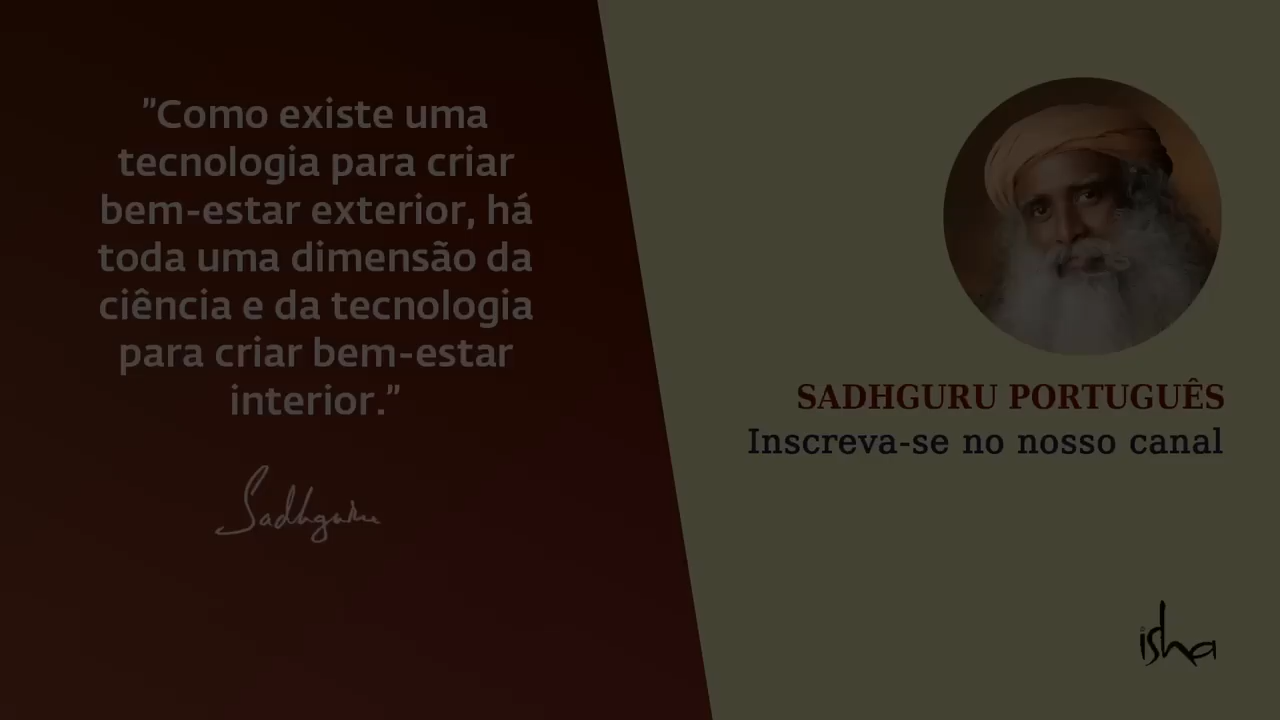 "Como existe uma
tecnologia para criar
bem-estar exterior, há
toda uma dimensão da
ciência e da tecnologia
para criar bem-estar
interior."
Sadhguru
SADHGURU PORTUGUÊS
Inscreva-se no nosso canal
isha